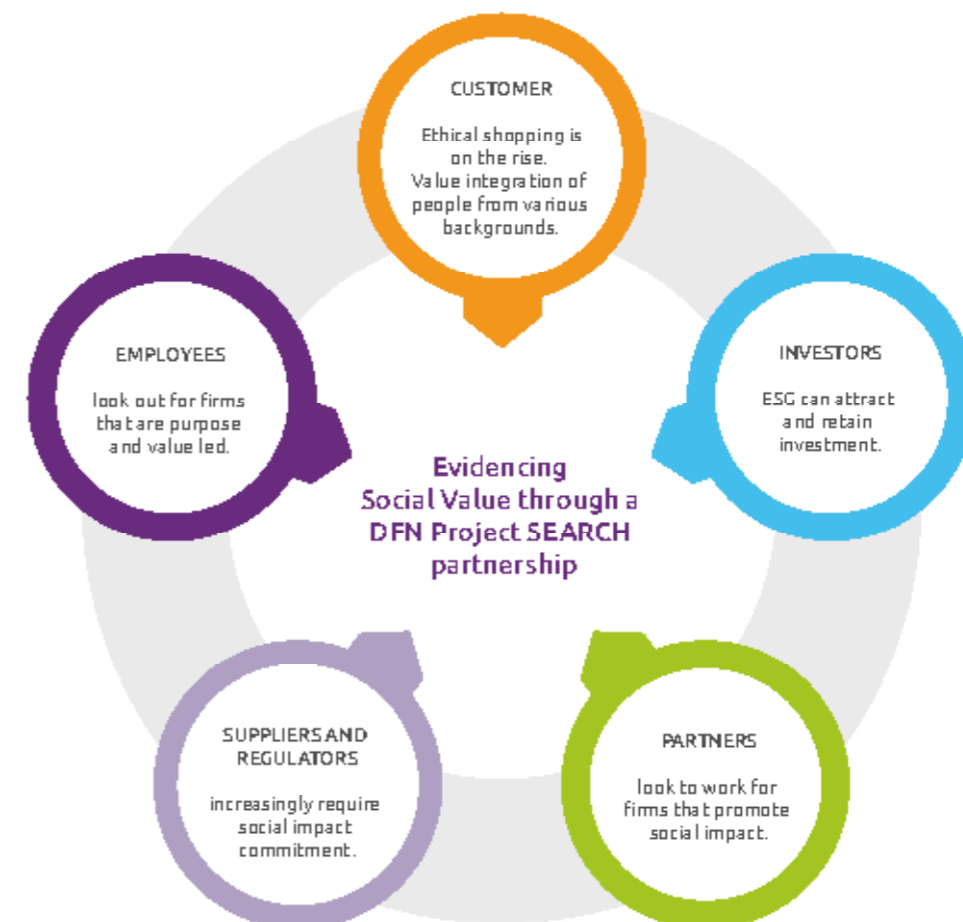 CUSTOMER
Ethical shopping is
on the rise.
Value integration of
people from various
backgrounds.
EMPLOYEES
look out for firms
that are purpose
and value led.
INVESTORS
ESG can attract
and retain
investment.
Evidencing
Social Value through a
DFN Project SEARCH
partnership
SUPPLIERS AND
REGULATORS
increasingly require
social impact
commitment.
PARTNERS
look to work for
firms that promote
social impact.